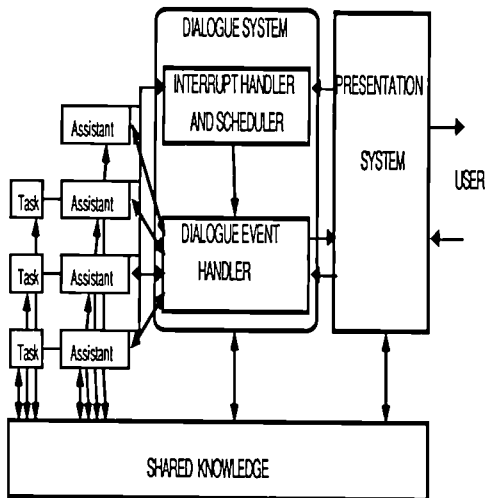 DIALOGUE SYSTEM
INTERRUPT HANDLER
AND SCHEDULER
PRESENTATION
SYSTEM
USER
Assistant
Task
Assistant
DIALOGUE EVENT
HANDLER
Task
Assistant
Task
Assistant
SHARED KNOWLEDGE